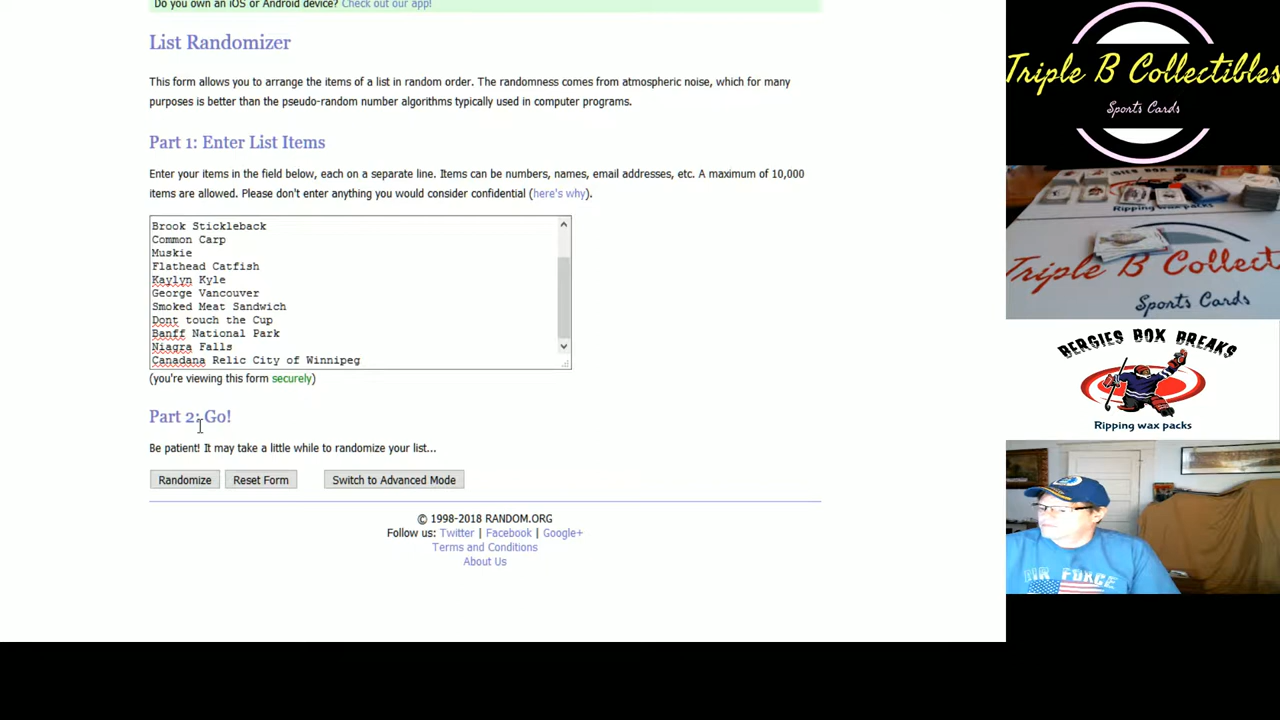 Do you own an iOS or Android device? Check out our app!
List Randomizer
This form allows you to arrange the items of a list in random order. The randomness comes from atmospheric noise, which for many
purposes is better than the pseudo-random number algorithms typically used in computer programs.
Part 1: Enter List Items
Enter your items in the field below, each on a separate line. Items can be numbers, names, email addresses, etc. A maximum of 10,000
items are allowed. Please don't enter anything you would consider confidential (here's why).
Brook Stickleback
Common Carp
Muskie
Flathead Catfish
Kaylyn Kyle
George Vancouver
Smoked Meat Sandwich
Dont touch the Cup
Banff National Park
Niagra Falls
Canadana Relic City of Winnipeg
(you're viewing this form securely)
Part 2: Go!
Be patient! It may take a little while to randomize your list...
Randomize Reset Form Switch to Advanced Mode
© 1998-2018 RANDOM.ORG
Follow us: Twitter | Facebook | Google+
Terms and Conditions
About Us
Triple B Collectibles
Sports Cards
BERGIES BOX BREAKS
Ripping wax packs
Triple B Collect
Sports Cards
BERGIES BOX BREAKS
Ripping wax packs
AIR FORCE